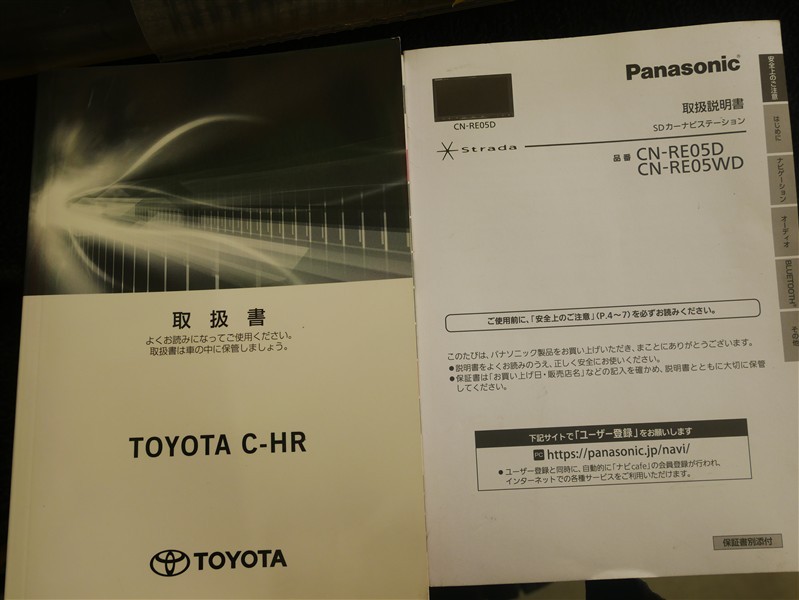 取扱書
よくお読みになってご使用ください。
取扱書は車の中に保管しましょう。
TOYOTA C-HR
TOYOTA
Panasonic
CN-RE05D
取扱説明書
SDカーナビステーション
Strada
品番 CN-RE05D
CN-RE05WD
ご使用前に、「安全上のご注意」(P.4～7)を必ずお読みください。
このたびは、パナソニック製品をお買い上げいただき、まことにありがとうございます。
●説明書をよくお読みのうえ、正しく安全にお使いください。
●保証書は「お買い上げ日・販売店名」などの記入を確かめ、説明書とともに大切に保管
してください。
下記サイトで「ユーザー登録」をお願いします
PC https://panasonic.jp/navi/
●ユーザー登録と同時に、自動的に「ナビcafe」の会員登録が行われ、
インターネットでの各種サービスをご利用いただけます。
保証書別添付
安全上のご注意
はじめに
ナビゲーション
オーディオ
BLUETOOTH®
その他